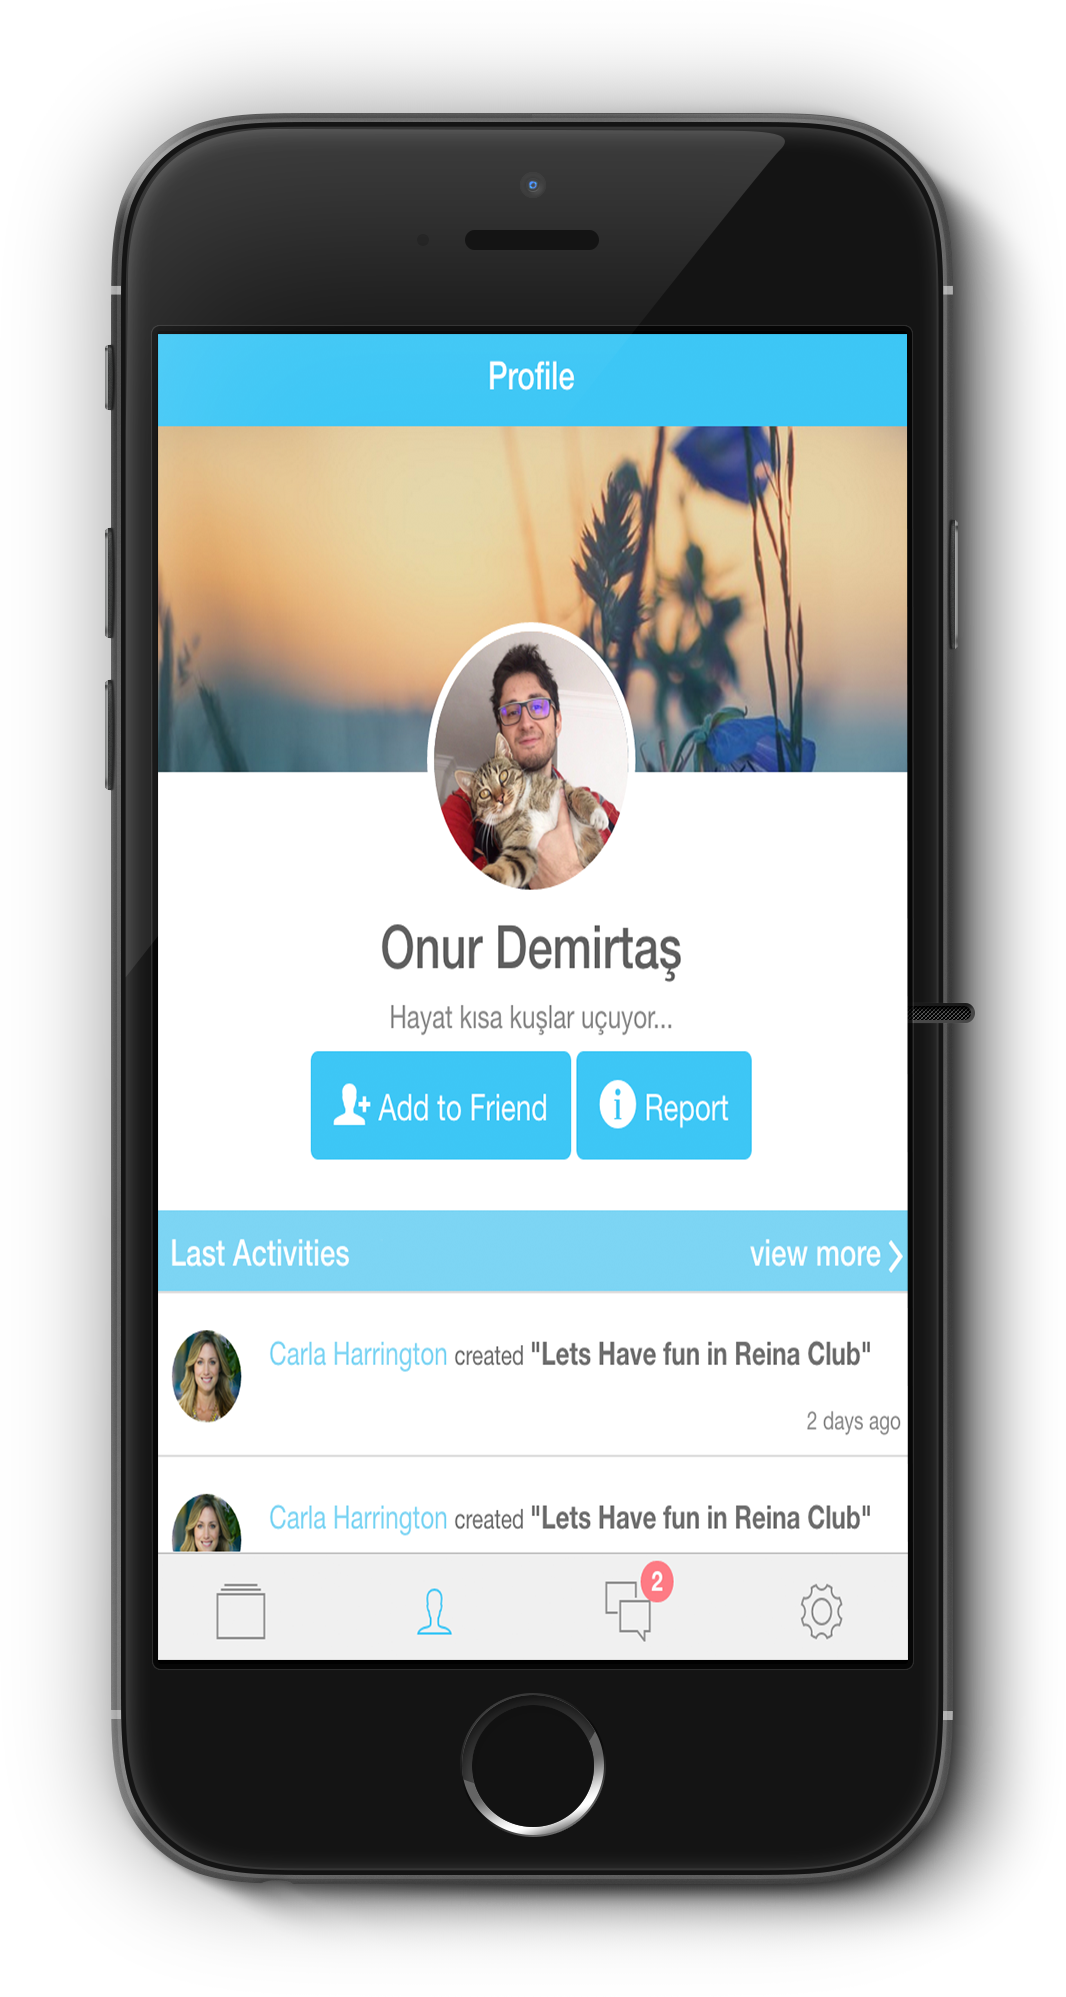 Profile
Onur Demirtaş
Hayat kısa kuşlar uçuyor...
Add to Friend
Report
Last Activities
view more
Carla Harrington created "Lets Have fun in Reina Club"
2 days ago
Carla Harrington created "Lets Have fun in Reina Club"
2